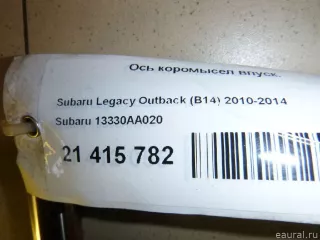 Ось коромысел впуск.
Subaru Legacy Outback (B14) 2010-2014
Subaru 13330AA020
21 415 782
eaural.ru